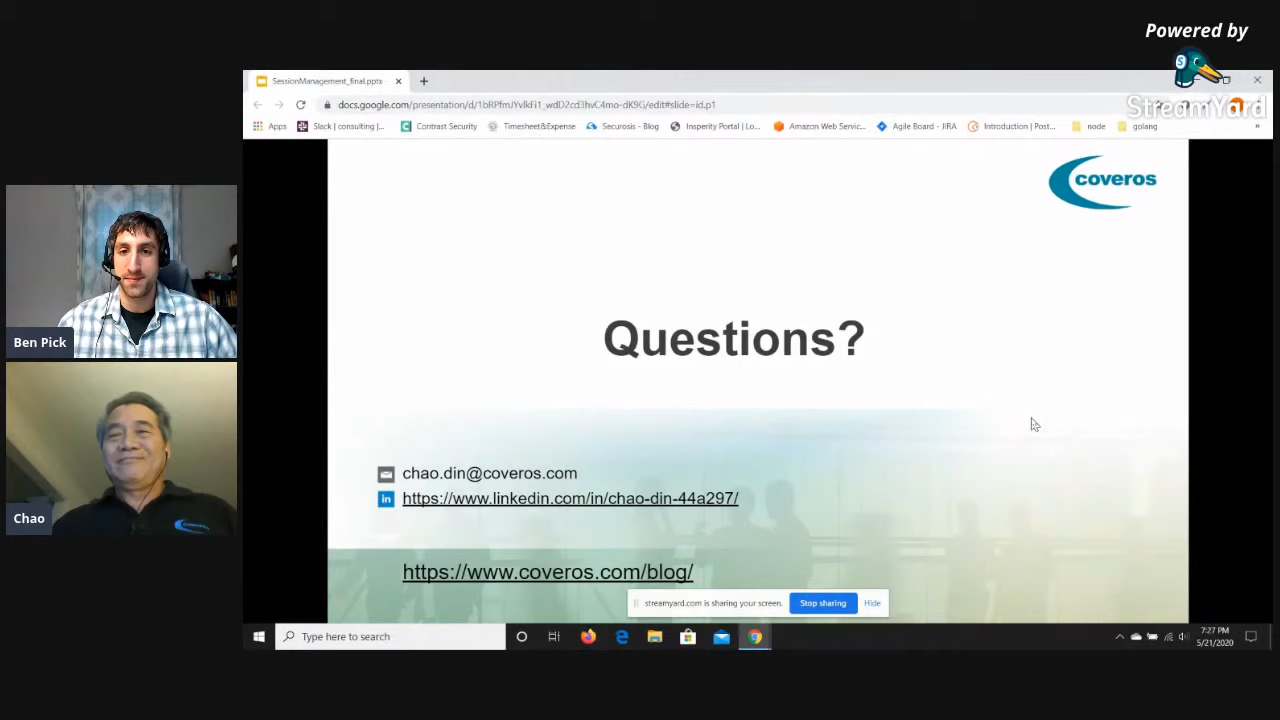 Powered by
StreamYard
SessionManagement_final.pptx
Apps
Slack | consulting |...
Contrast Security
Timesheet&Expense
Securosis - Blog
Insperity Portal | Lo...
Amazon Web Servic...
Agile Board - JIRA
Introduction | Post...
node
golang
coveros
Questions?
Ben Pick
chao.din@coveros.com
in https://www.linkedin.com/in/chao-din-44a297/
Chao
https://www.coveros.com/blog/
streamyard.com is sharing your screen.
Stop sharing
Hide
Type here to search
7:27 PM
5/21/2020